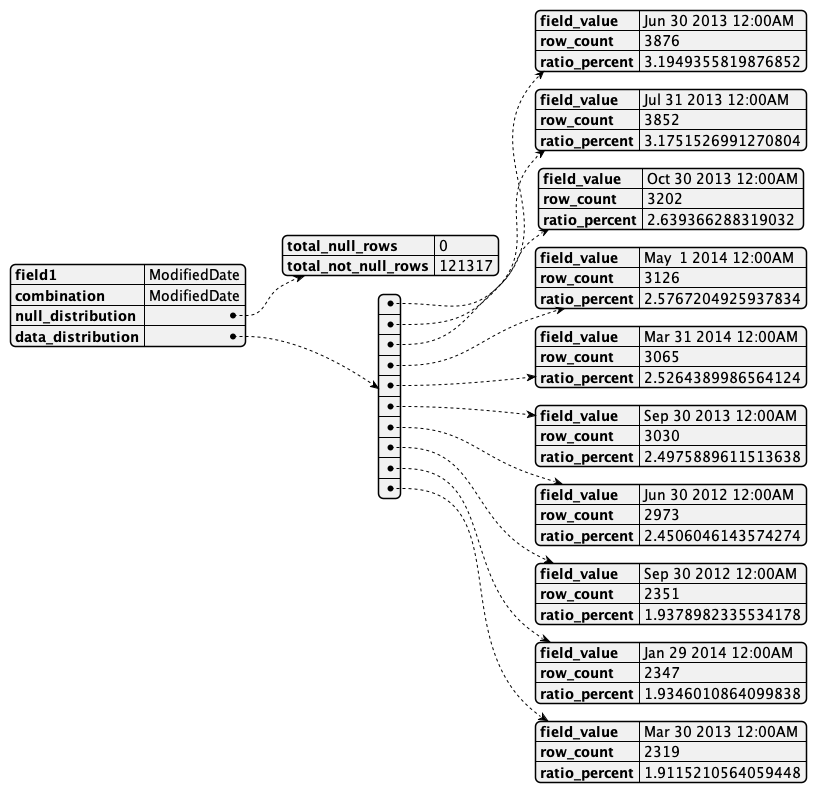 field1 ModifiedDate
combination ModifiedDate
null_distribution
data_distribution
total_null_rows 0
total_not_null_rows 121317
field_value Jun 30 2013 12:00AM
row_count 3876
ratio_percent 3.1949355819876852
field_value Jul 31 2013 12:00AM
row_count 3852
ratio_percent 3.1751526991270804
field_value Oct 30 2013 12:00AM
row_count 3202
ratio_percent 2.639366288319032
field_value May  1 2014 12:00AM
row_count 3126
ratio_percent 2.5767204925937834
field_value Mar 31 2014 12:00AM
row_count 3065
ratio_percent 2.5264389986564124
field_value Sep 30 2013 12:00AM
row_count 3030
ratio_percent 2.4975889611513638
field_value Jun 30 2012 12:00AM
row_count 2973
ratio_percent 2.4506046143574274
field_value Sep 30 2012 12:00AM
row_count 2351
ratio_percent 1.9378982335534178
field_value Jan 29 2014 12:00AM
row_count 2347
ratio_percent 1.9346010864099838
field_value Mar 30 2013 12:00AM
row_count 2319
ratio_percent 1.9115210564059448